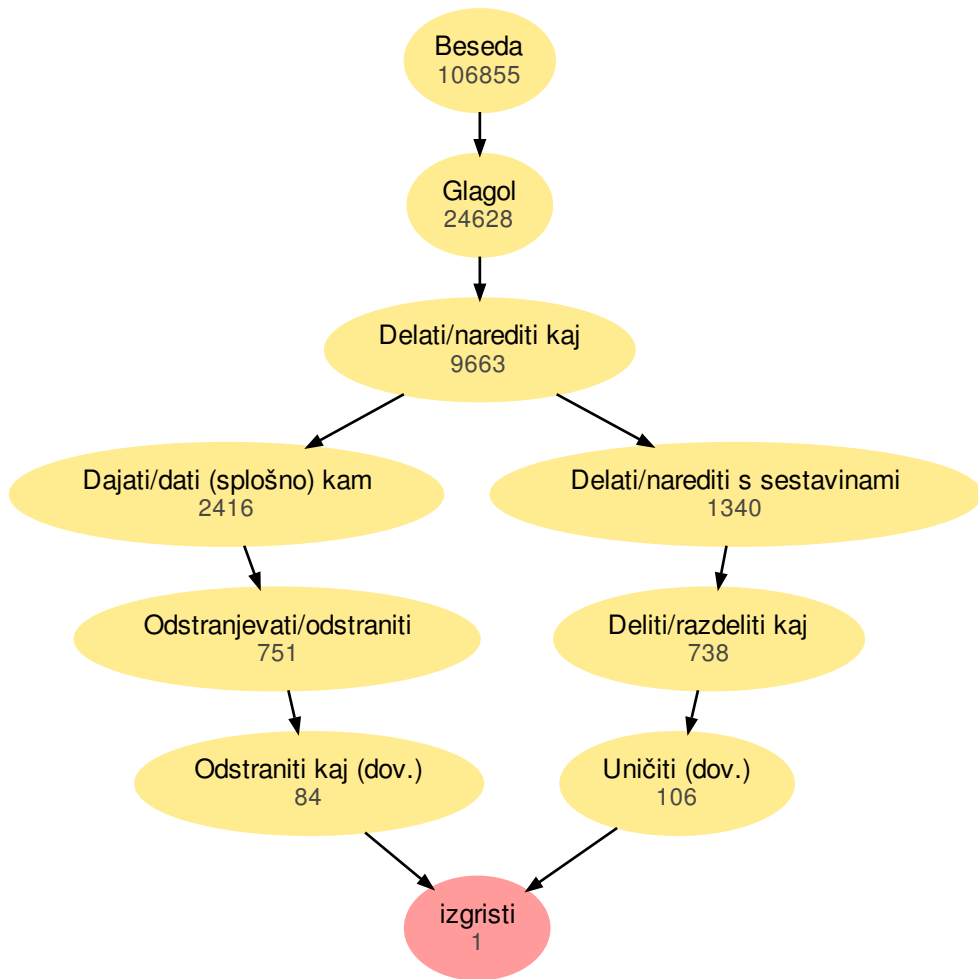 Beseda
106855
Glagol
24628
Delati/narediti kaj
9663
Dajati/dati (splošno) kam
2416
Delati/narediti s sestavinami
1340
Odstranjevati/odstraniti
751
Deliti/razdeliti kaj
738
Odstraniti kaj (dov.)
84
Uničiti (dov.)
106
izgristi
1